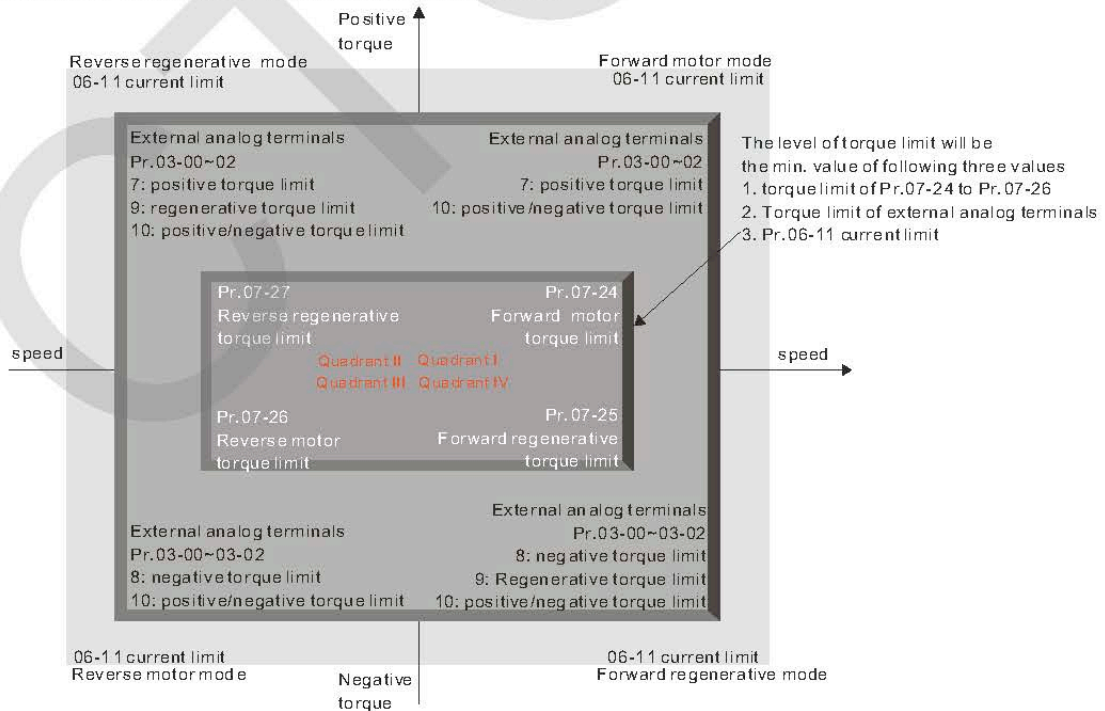 Positive
torque
Reverse regenerative mode
06-11 current limit
Forward motor mode
06-11 current limit
External analog terminals
Pr.03-00~02
7: positive torque limit
9: regenerative torque limit
10: positive/negative torque limit
External analog terminals
Pr.03-00~02
7: positive torque limit
10: positive/negative torque limit
The level of torque limit will be
the min. value of following three values
1. torque limit of Pr.07-24 to Pr.07-26
2. Torque limit of external analog terminals
3. Pr.06-11 current limit
Pr.07-27
Reverse regenerative
torque limit
Pr.07-24
Forward motor
torque limit
speed
Quadrant II Quadrant I
Quadrant III Quadrant IV
speed
Pr.07-26
Reverse motor
torque limit
Pr.07-25
Forward regenerative
torque limit
External analog terminals
Pr.03-00~03-02
8: negative torque limit
10: positive/negative torque limit
External analog terminals
Pr.03-00~03-02
8: negative torque limit
9: Regenerative torque limit
10: positive/negative torque limit
06-11 current limit
Reverse motor mode
Negative
torque
06-11 current limit
Forward regenerative mode